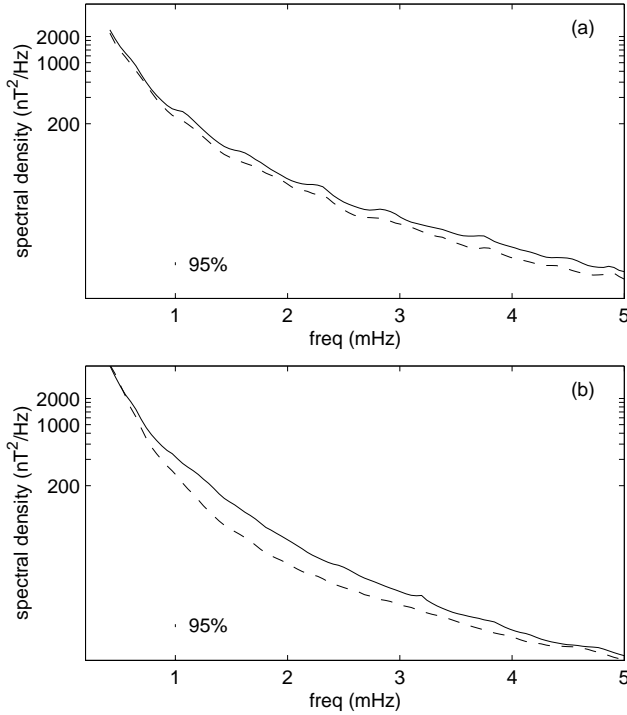 (a)
2000
1000
200
spectral density (nT²/Hz)
95%
1 2 3 4 5
freq (mHz)
(b)
2000
1000
200
spectral density (nT²/Hz)
95%
1 2 3 4 5
freq (mHz)